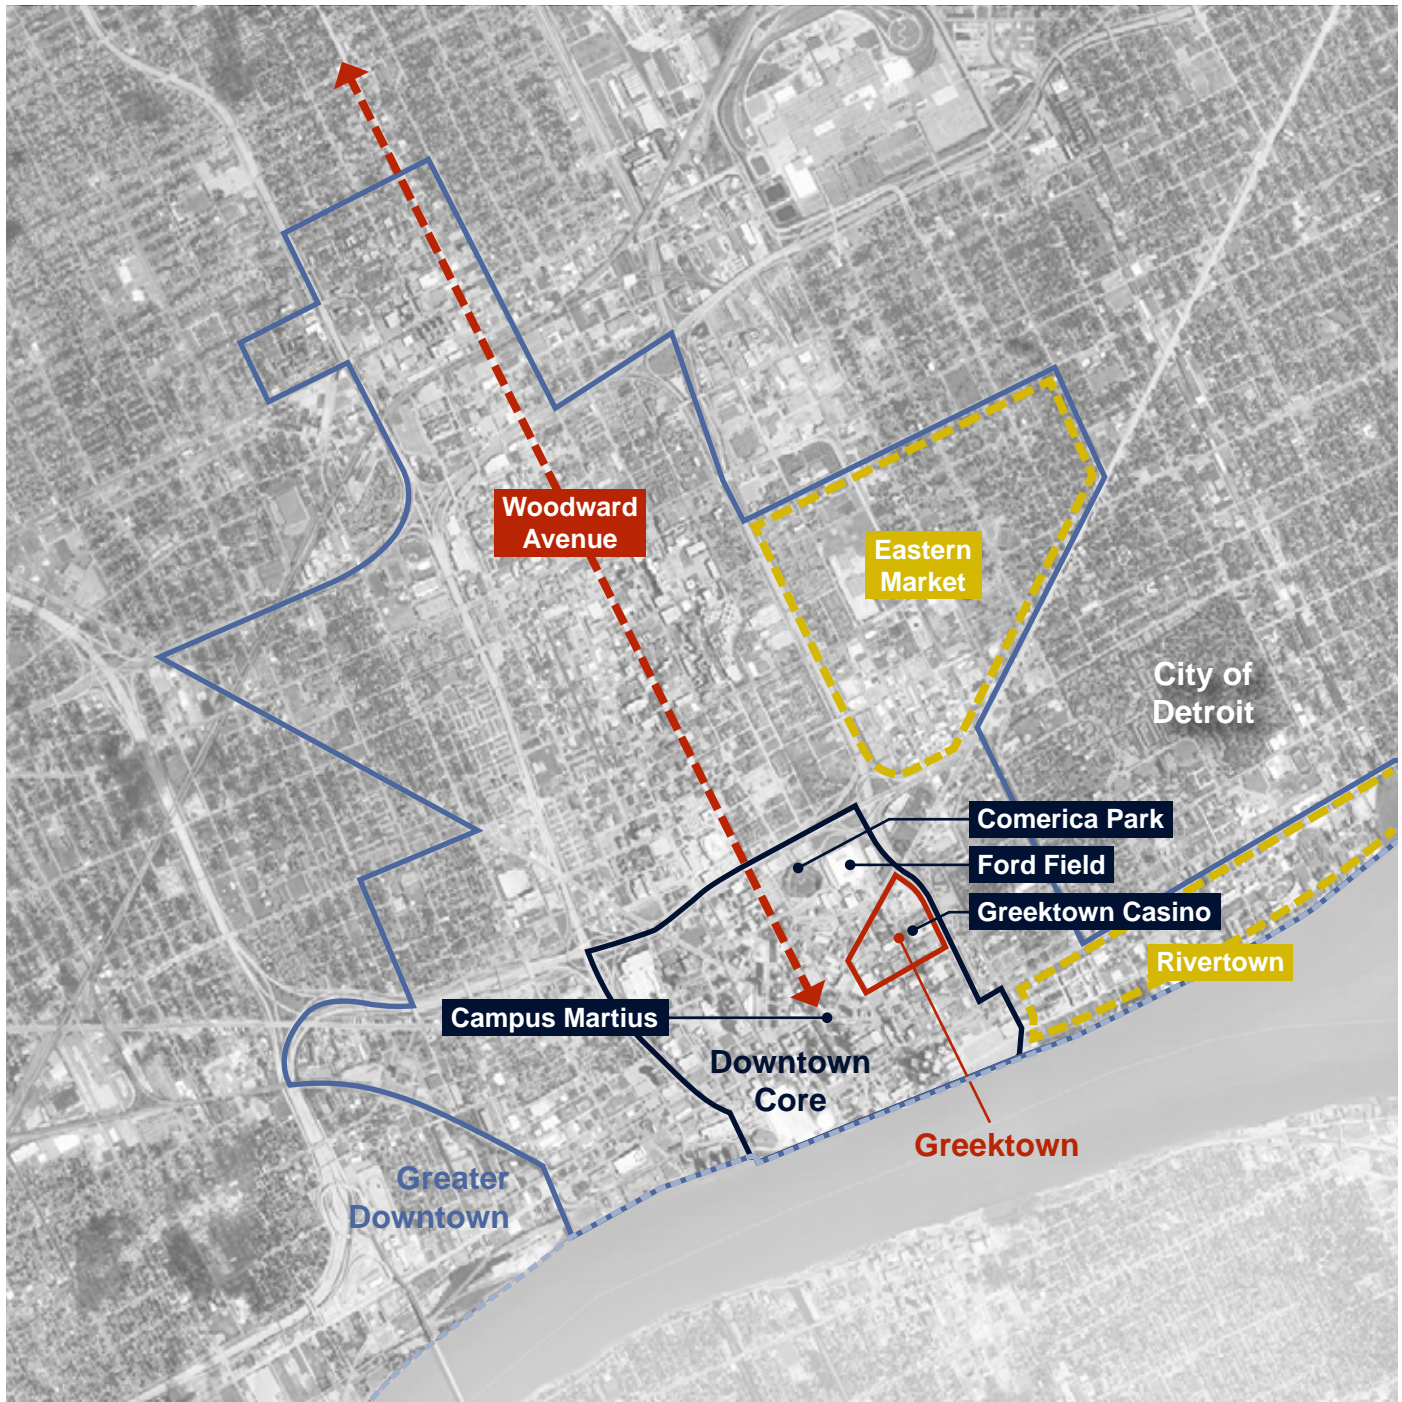 Woodward
Avenue
Eastern
Market
City of
Detroit
Comerica Park
Ford Field
Greektown Casino
Rivertown
Campus Martius
Downtown
Core
Greektown
Greater
Downtown